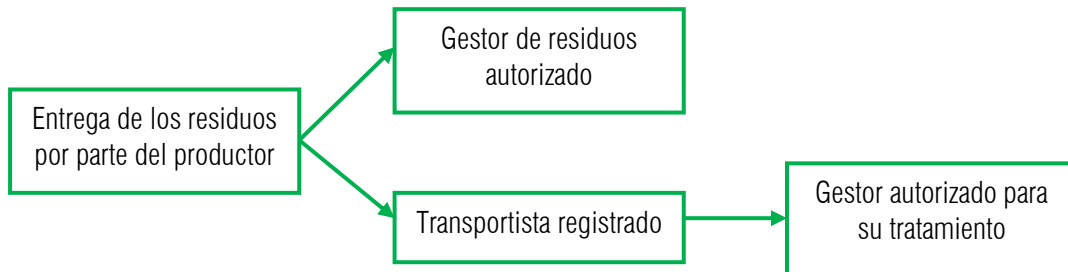 Gestor de residuos
autorizado
Entrega de los residuos
por parte del productor
Transportista registrado
Gestor autorizado para
su tratamiento